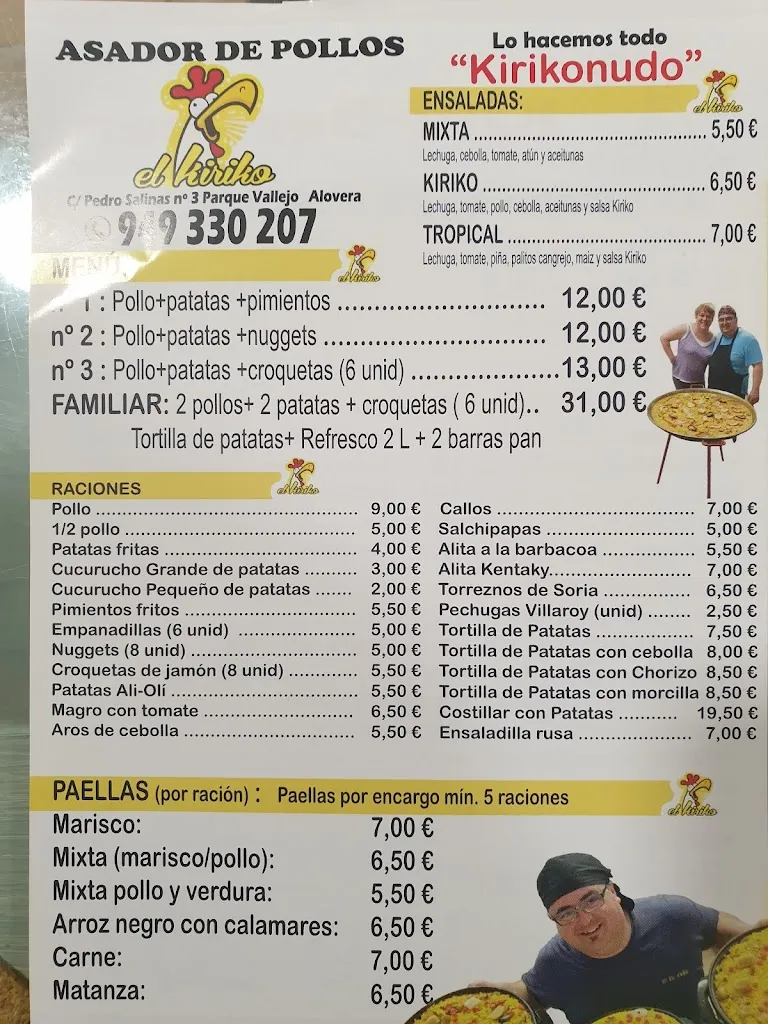 ASADOR DE POLLOS
el kiriko
C/ Pedro Salinas nº 3 Parque Vallejo Alovera
949 330 207
Lo hacemos todo
“Kirikonudo”
ENSALADAS:
el kiriko
MIXTA 5,50 €
Lechuga, cebolla, tomate, atún y aceitunas
KIRIKO 6,50 €
Lechuga, tomate, pollo, cebolla, aceitunas y salsa Kiriko
TROPICAL 7,00 €
Lechuga, tomate, piña, palitos cangrejo, maiz y salsa Kiriko
MENÚ:
el kiriko
nº 1 : Pollo+patatas +pimientos 12,00 €
nº 2 : Pollo+patatas +nuggets 12,00 €
nº 3 : Pollo+patatas +croquetas (6 unid) 13,00 €
FAMILIAR: 2 pollos+ 2 patatas + croquetas ( 6 unid).. 31,00 €
Tortilla de patatas+ Refresco 2 L + 2 barras pan
RACIONES
el kiriko
Pollo 9,00 €
1/2 pollo 5,00 €
Patatas fritas 4,00 €
Cucurucho Grande de patatas 3,00 €
Cucurucho Pequeño de patatas 2,00 €
Pimientos fritos 5,50 €
Empanadillas (6 unid) 5,00 €
Nuggets (8 unid) 5,00 €
Croquetas de jamón (8 unid) 5,50 €
Patatas Ali-Olí 5,50 €
Magro con tomate 6,50 €
Aros de cebolla 5,50 €
Callos 7,00 €
Salchipapas 5,00 €
Alita a la barbacoa 5,50 €
Alita Kentaky 7,00 €
Torreznos de Soria 6,50 €
Pechugas Villaroy (unid) 2,50 €
Tortilla de Patatas 7,50 €
Tortilla de Patatas con cebolla 8,00 €
Tortilla de Patatas con Chorizo 8,50 €
Tortilla de Patatas con morcilla 8,50 €
Costillar con Patatas 19,50 €
Ensaladilla rusa 7,00 €
PAELLAS (por ración) : Paellas por encargo mín. 5 raciones
el kiriko
Marisco: 7,00 €
Mixta (marisco/pollo): 6,50 €
Mixta pollo y verdura: 5,50 €
Arroz negro con calamares: 6,50 €
Carne: 7,00 €
Matanza: 6,50 €